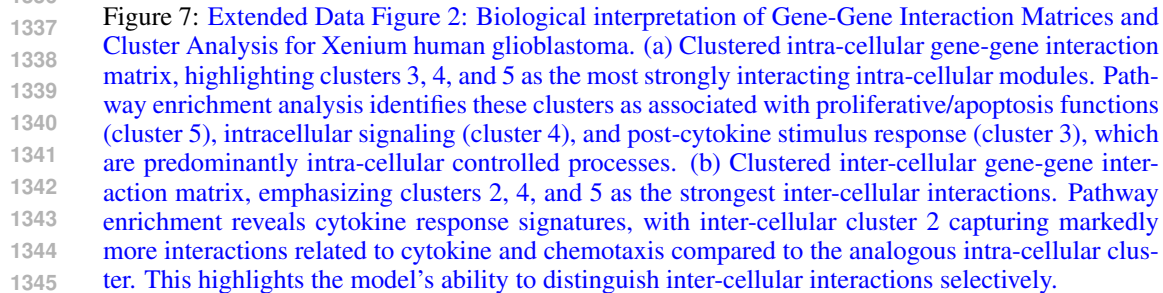 1337 Figure 7: Extended Data Figure 2: Biological interpretation of Gene-Gene Interaction Matrices and
1338 Cluster Analysis for Xenium human glioblastoma. (a) Clustered intra-cellular gene-gene interaction
1339 matrix, highlighting clusters 3, 4, and 5 as the most strongly interacting intra-cellular modules. Path-
1340 way enrichment analysis identifies these clusters as associated with proliferative/apoptosis functions
1341 (cluster 5), intracellular signaling (cluster 4), and post-cytokine stimulus response (cluster 3), which
1342 are predominantly intra-cellular controlled processes. (b) Clustered inter-cellular gene-gene inter-
1343 action matrix, emphasizing clusters 2, 4, and 5 as the strongest inter-cellular interactions. Pathway
1344 enrichment reveals cytokine response signatures, with inter-cellular cluster 2 capturing markedly
1345 more interactions related to cytokine and chemotaxis compared to the analogous intra-cellular clus-
ter. This highlights the model's ability to distinguish inter-cellular interactions selectively.